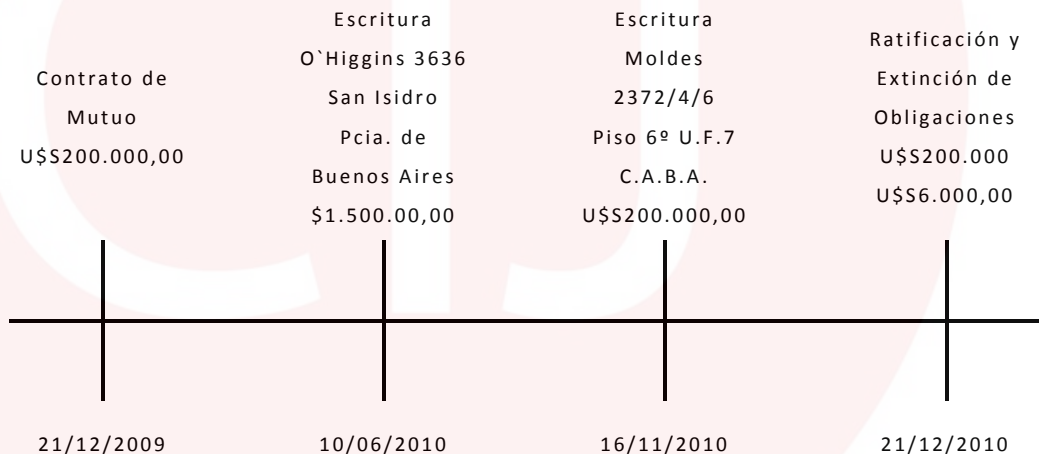 Contrato de
Mutuo
U$S200.000,00
Escritura
O`Higgins 3636
San Isidro
Pcia. de
Buenos Aires
$1.500.00,00
Escritura
Moldes
2372/4/6
Piso 6º U.F.7
C.A.B.A.
U$S200.000,00
Ratificación y
Extinción de
Obligaciones
U$S200.000
U$S6.000,00
21/12/2009
10/06/2010
16/11/2010
21/12/2010